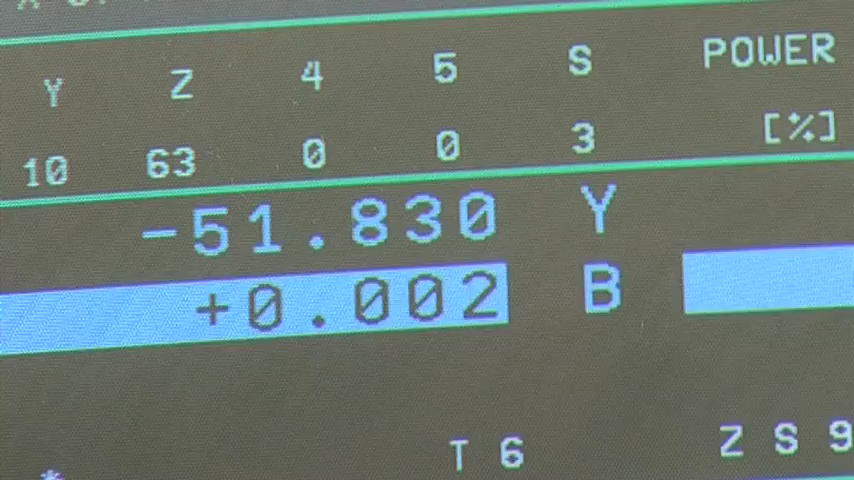 Y Z 4 5 S POWER
10 63 0 0 3 [%]
-51.830 Y
+0.002 B
T 6 Z S 9
*